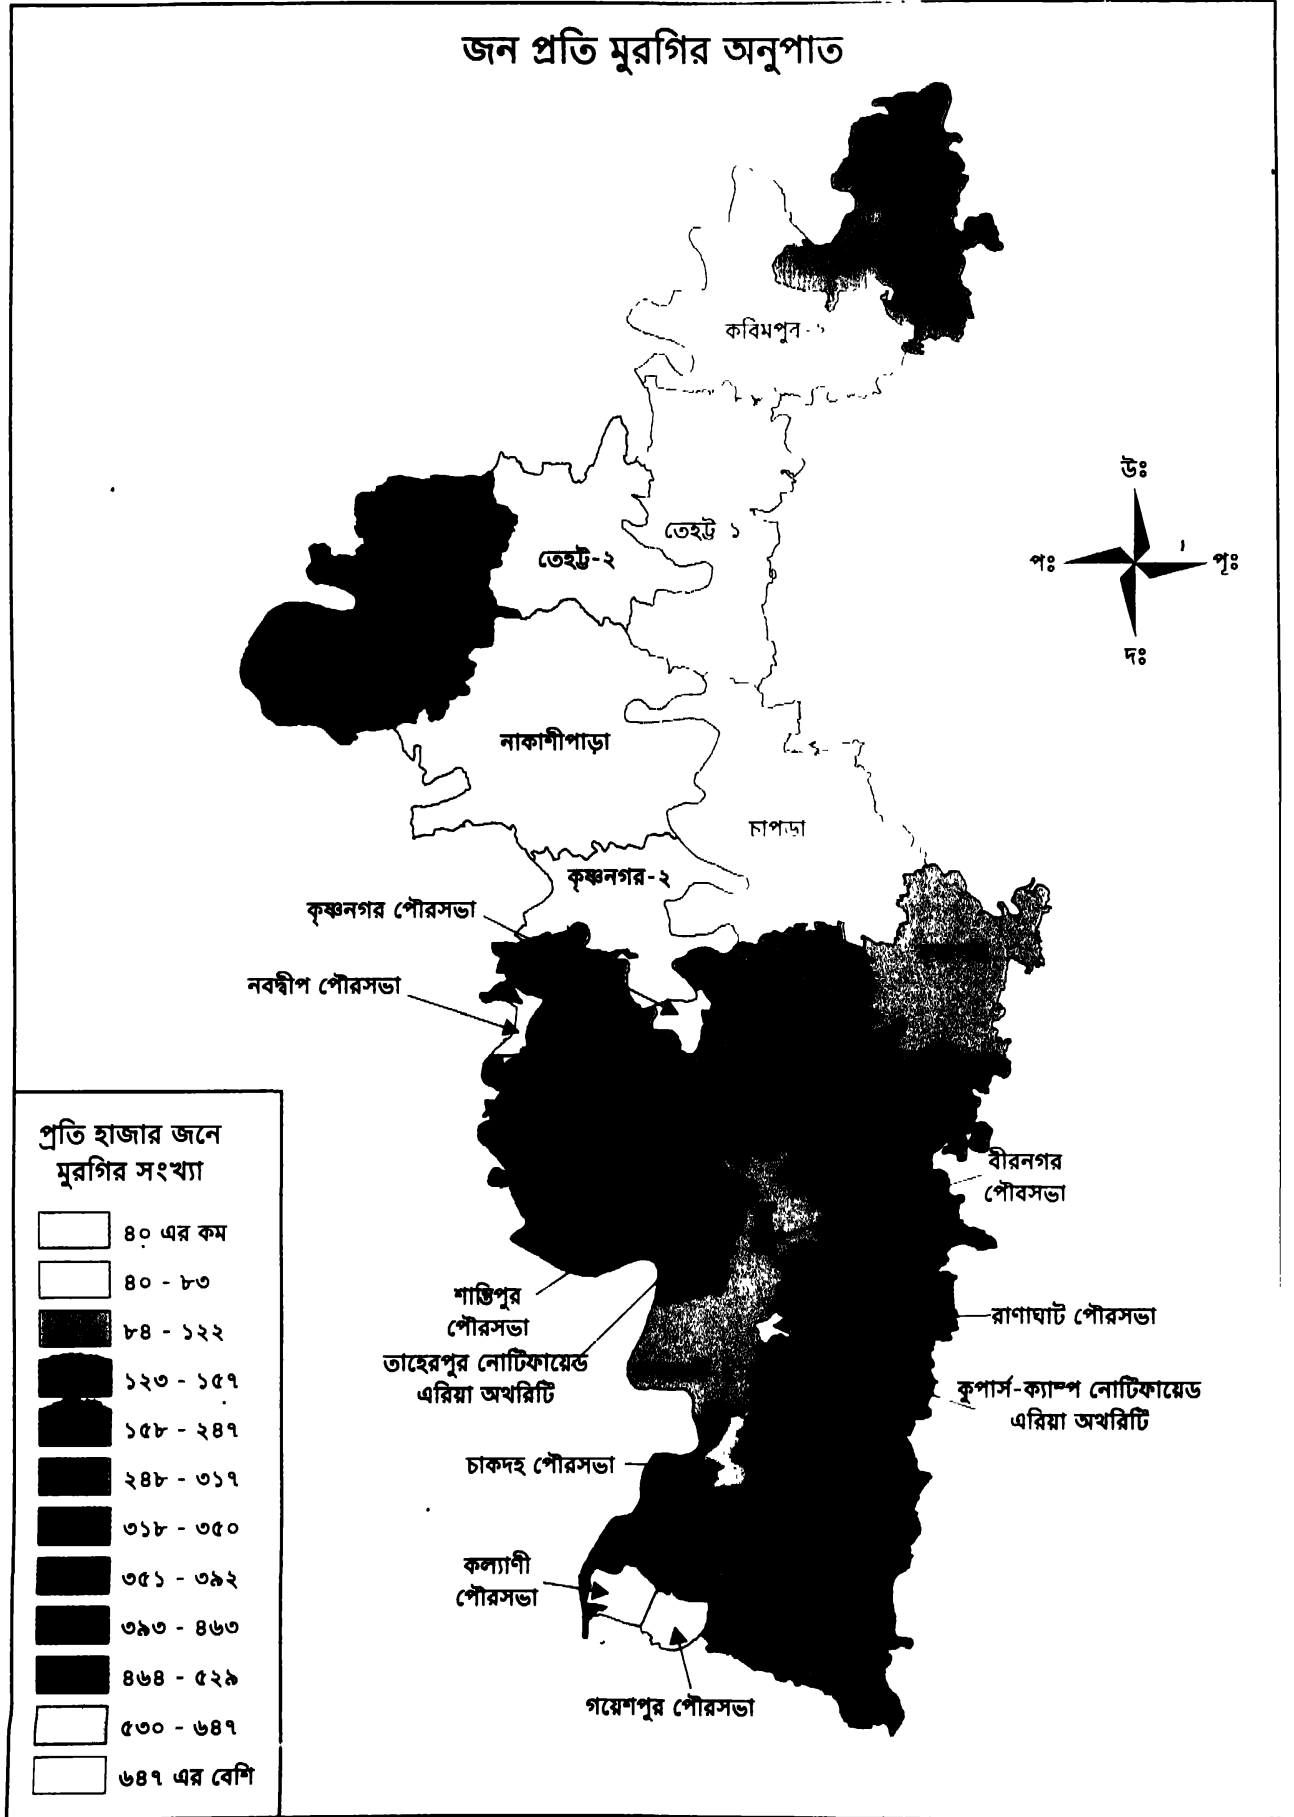 জন প্রতি মুরগির অনুপাত
তেহট্ট ১
তেহট্ট-২
উঃ
পঃ
পূঃ
দঃ
নাকাশীপাড়া
চাপড়া
কৃষ্ণনগর-২
কৃষ্ণনগর পৌরসভা
নবদ্বীপ পৌরসভা
বীরনগর
পৌবসভা
শান্তিপুর
পৌরসভা
রাণাঘাট পৌরসভা
তাহেরপুর নোটিফায়েড
এরিয়া অথরিটি
কুপার্স-ক্যাম্প নোটিফায়েড
এরিয়া অথরিটি
চাকদহ পৌরসভা
কল্যাণী
পৌরসভা
গয়েশপুর পৌরসভা
প্রতি হাজার জনে
মুরগির সংখ্যা
৪০ এর কম
৪০ - ৮৩
৮৪ - ১২২
১২৩ - ১৫৭
১৫৮ - ২৪৭
২৪৮ - ৩১৭
৩১৮ - ৩৫০
৩৫১ - ৩৯২
৩৯৩ - ৪৬৩
৪৬৪ - ৫২৯
৫৩০ - ৬৪৭
৬৪৭ এর বেশি